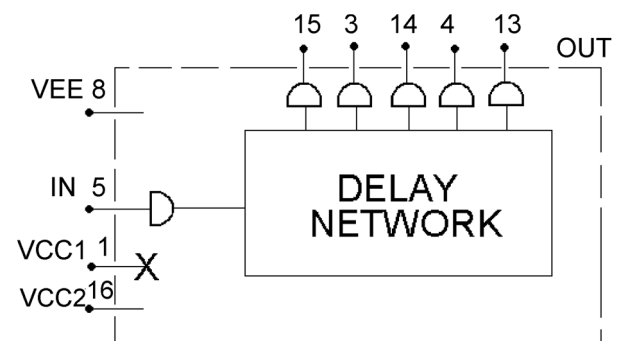 15 3 14 4 13
OUT
VEE 8
IN 5
DELAY
NETWORK
VCC1 1
X
VCC2 16